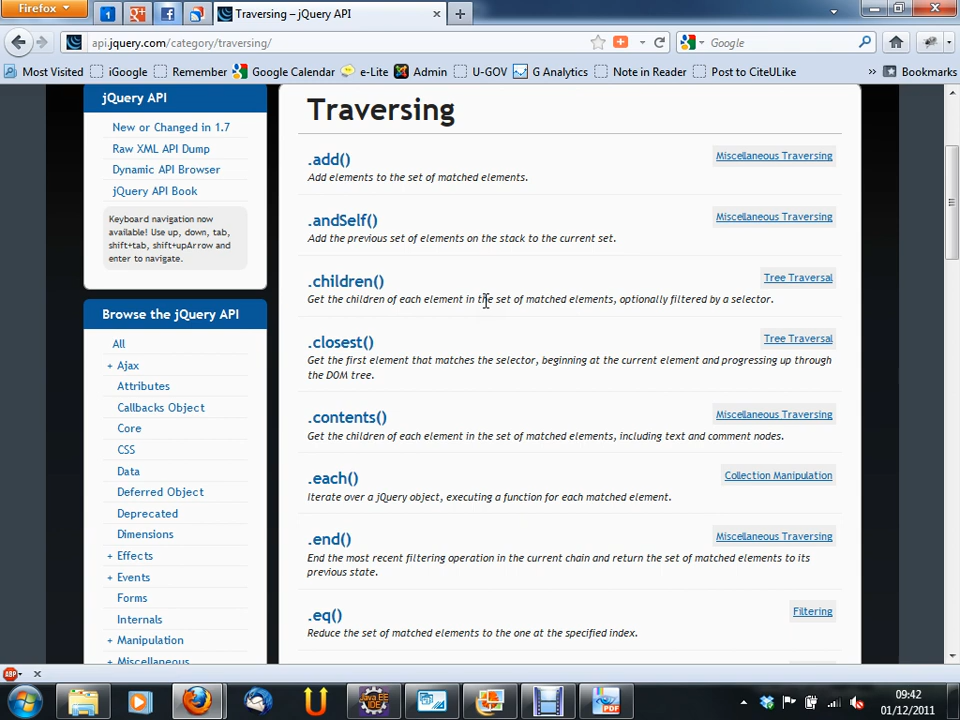 Firefox
1
Traversing – jQuery API
api.jquery.com/category/traversing/
Google
Most Visited
iGoogle
Remember
Google Calendar
e-Lite
Admin
U-GOV
G Analytics
Note in Reader
Post to CiteULike
»
Bookmarks
jQuery API
New or Changed in 1.7
Raw XML API Dump
Dynamic API Browser
jQuery API Book
Keyboard navigation now
available! Use up, down, tab,
shift+tab, shift+upArrow and
enter to navigate.
Browse the jQuery API
All
+ Ajax
Attributes
Callbacks Object
Core
CSS
Data
Deferred Object
Deprecated
Dimensions
+ Effects
+ Events
Forms
Internals
+ Manipulation
+ Miscellaneous
Traversing
.add()
Miscellaneous Traversing
Add elements to the set of matched elements.
.andSelf()
Miscellaneous Traversing
Add the previous set of elements on the stack to the current set.
.children()
Tree Traversal
Get the children of each element in the set of matched elements, optionally filtered by a selector.
.closest()
Tree Traversal
Get the first element that matches the selector, beginning at the current element and progressing up through
the DOM tree.
.contents()
Miscellaneous Traversing
Get the children of each element in the set of matched elements, including text and comment nodes.
.each()
Collection Manipulation
Iterate over a jQuery object, executing a function for each matched element.
.end()
Miscellaneous Traversing
End the most recent filtering operation in the current chain and return the set of matched elements to its
previous state.
.eq()
Filtering
Reduce the set of matched elements to the one at the specified index.
ABP
Java EE
IDE
PDF
09:42
01/12/2011